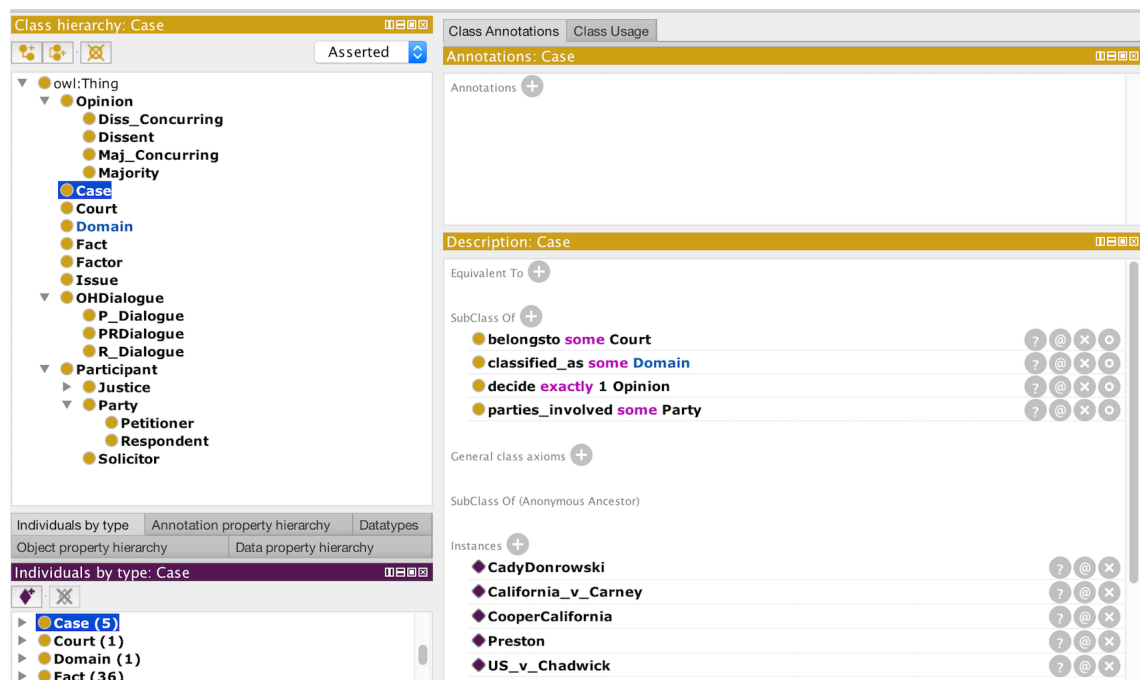 Class hierarchy: Case
Asserted
owl:Thing
Opinion
Diss_Concurring
Dissent
Maj_Concurring
Majority
Case
Court
Domain
Fact
Factor
Issue
OHDialogue
P_Dialogue
PRDialogue
R_Dialogue
Participant
Justice
Party
Petitioner
Respondent
Solicitor
Individuals by type Annotation property hierarchy Datatypes
Object property hierarchy Data property hierarchy
Individuals by type: Case
Case (5)
Court (1)
Domain (1)
Fact (36)
Class Annotations Class Usage
Annotations: Case
Annotations
Description: Case
Equivalent To
SubClass Of
belongsto some Court
classified_as some Domain
decide exactly 1 Opinion
parties_involved some Party
General class axioms
SubClass Of (Anonymous Ancestor)
Instances
CadyDonrowski
California_v_Carney
CooperCalifornia
Preston
US_v_Chadwick